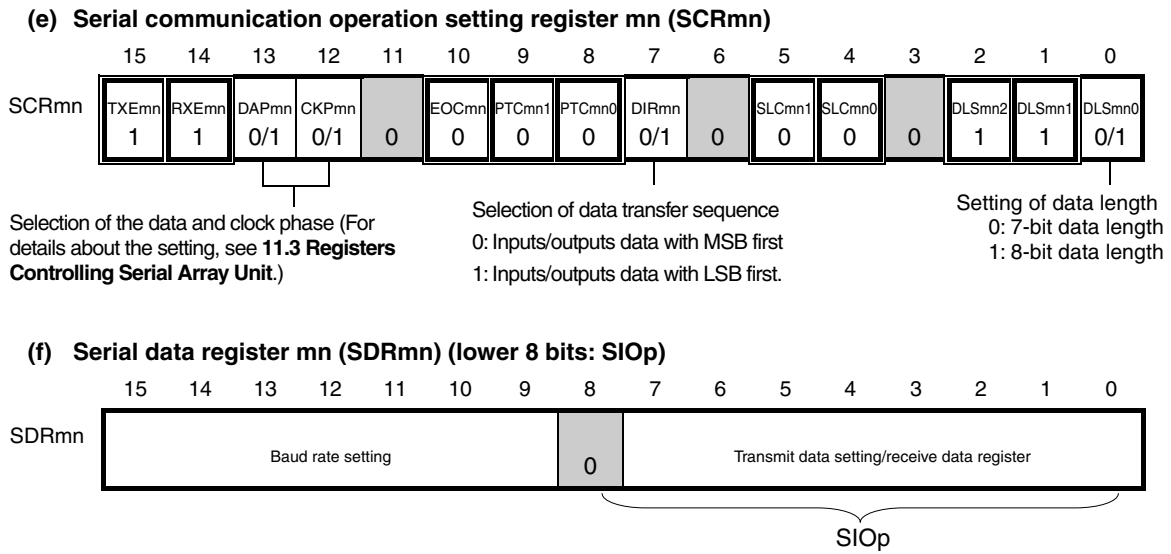 (e) Serial communication operation setting register mn (SCRmn)
15 14 13 12 11 10 9 8 7 6 5 4 3 2 1 0
SCRmn TXEmn RXEmn DAPmn CKPmn EOCmn PTCmn1 PTCmn0 DIRmn SLCmn1 SLCmn0 DLSmn2 DLSmn1 DLSmn0
1 1 0/1 0/1 0 0 0 0 0/1 0 0 0 0 1 1 0/1
Selection of the data and clock phase (For
details about the setting, see 11.3 Registers
Controlling Serial Array Unit.)
Selection of data transfer sequence
0: Inputs/outputs data with MSB first
1: Inputs/outputs data with LSB first.
Setting of data length
0: 7-bit data length
1: 8-bit data length
(f) Serial data register mn (SDRmn) (lower 8 bits: SIOp)
15 14 13 12 11 10 9 8 7 6 5 4 3 2 1 0
SDRmn
Baud rate setting 0 Transmit data setting/receive data register
SIOp